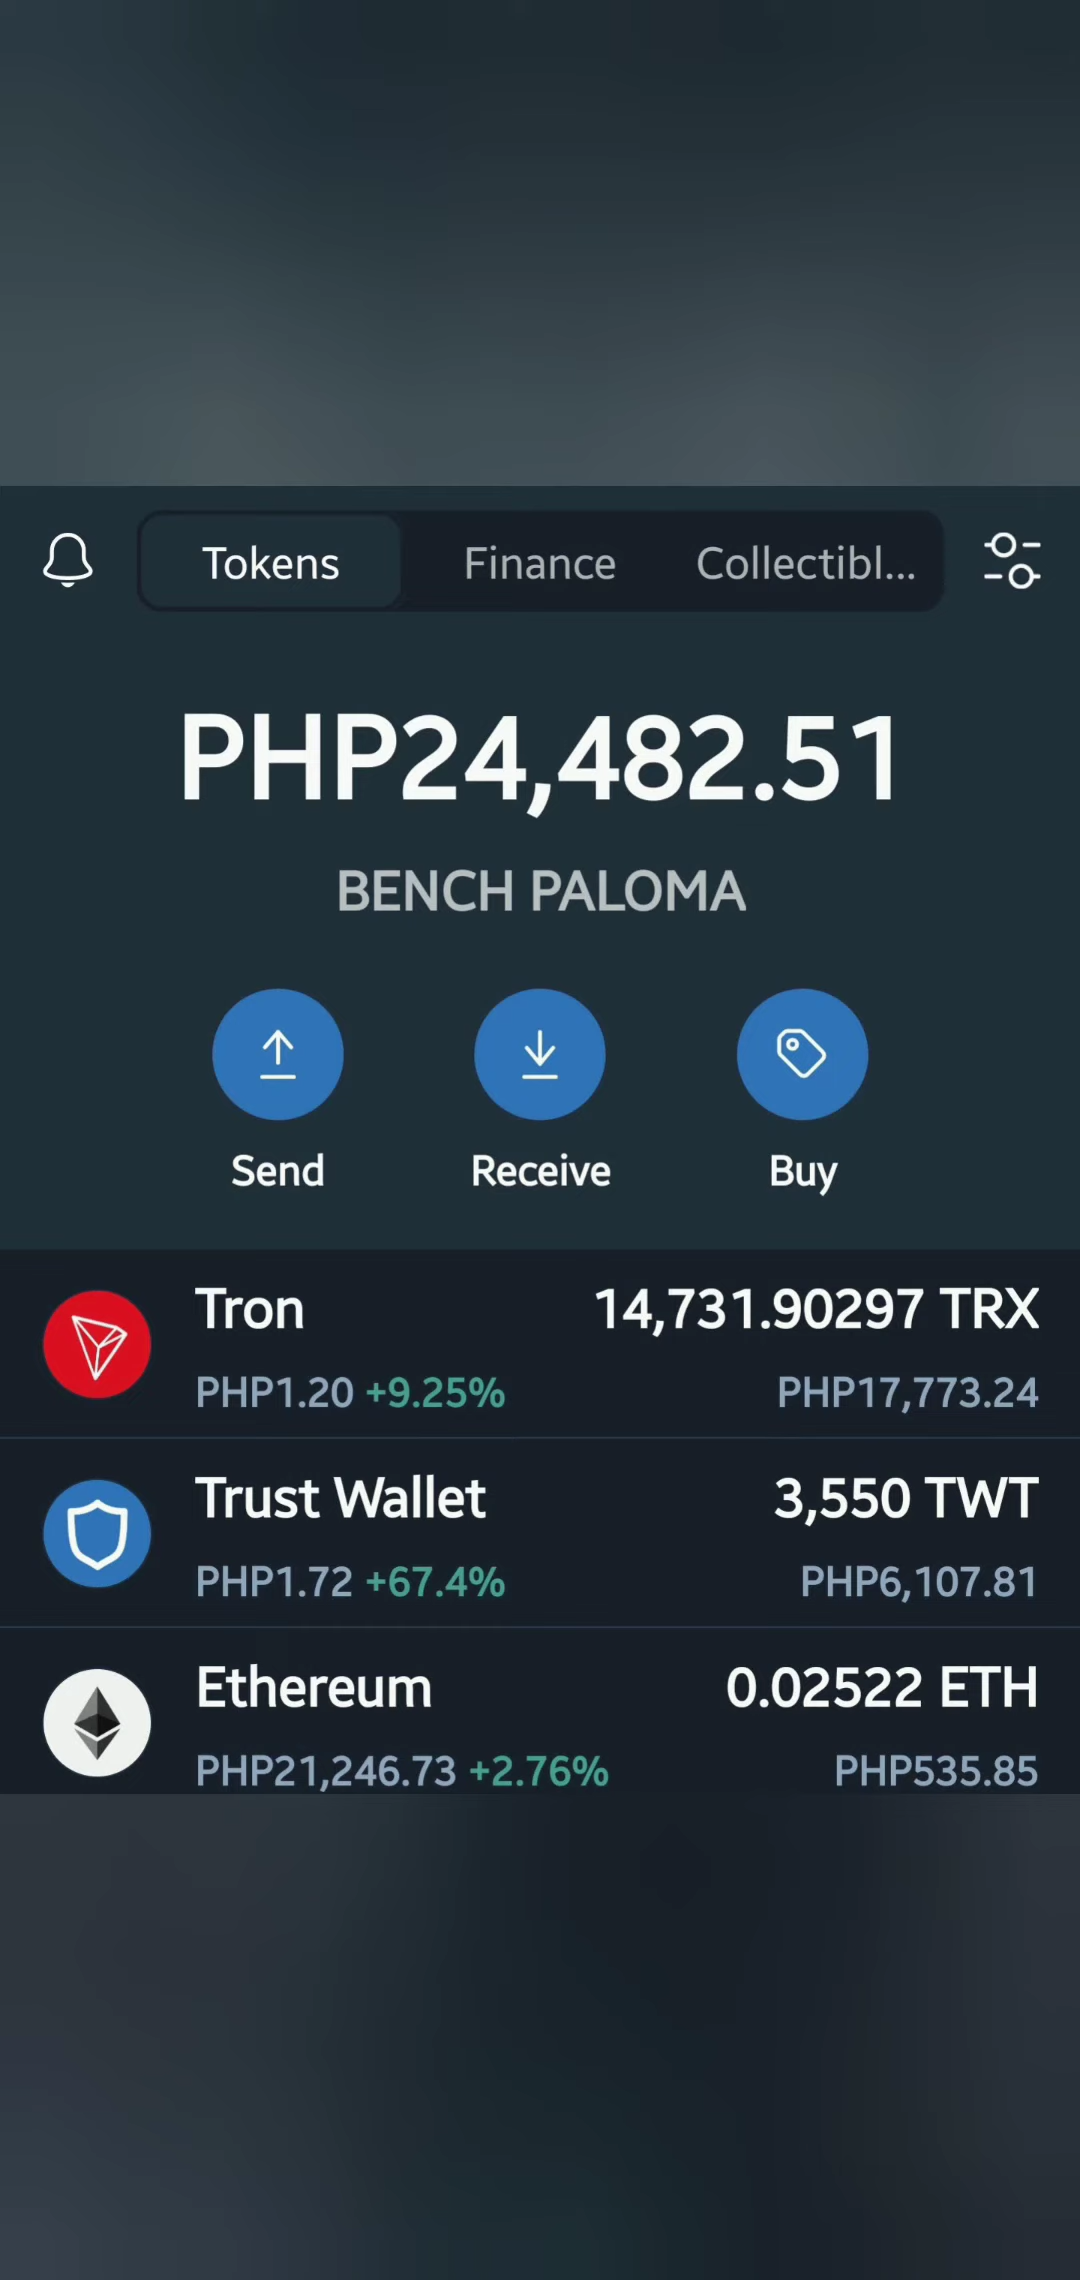 Tokens Finance Collectibl...
PHP24,482.51
BENCH PALOMA
Send Receive Buy
Tron 14,731.90297 TRX
PHP1.20 +9.25% PHP17,773.24
Trust Wallet 3,550 TWT
PHP1.72 +67.4% PHP6,107.81
Ethereum 0.02522 ETH
PHP21,246.73 +2.76% PHP535.85